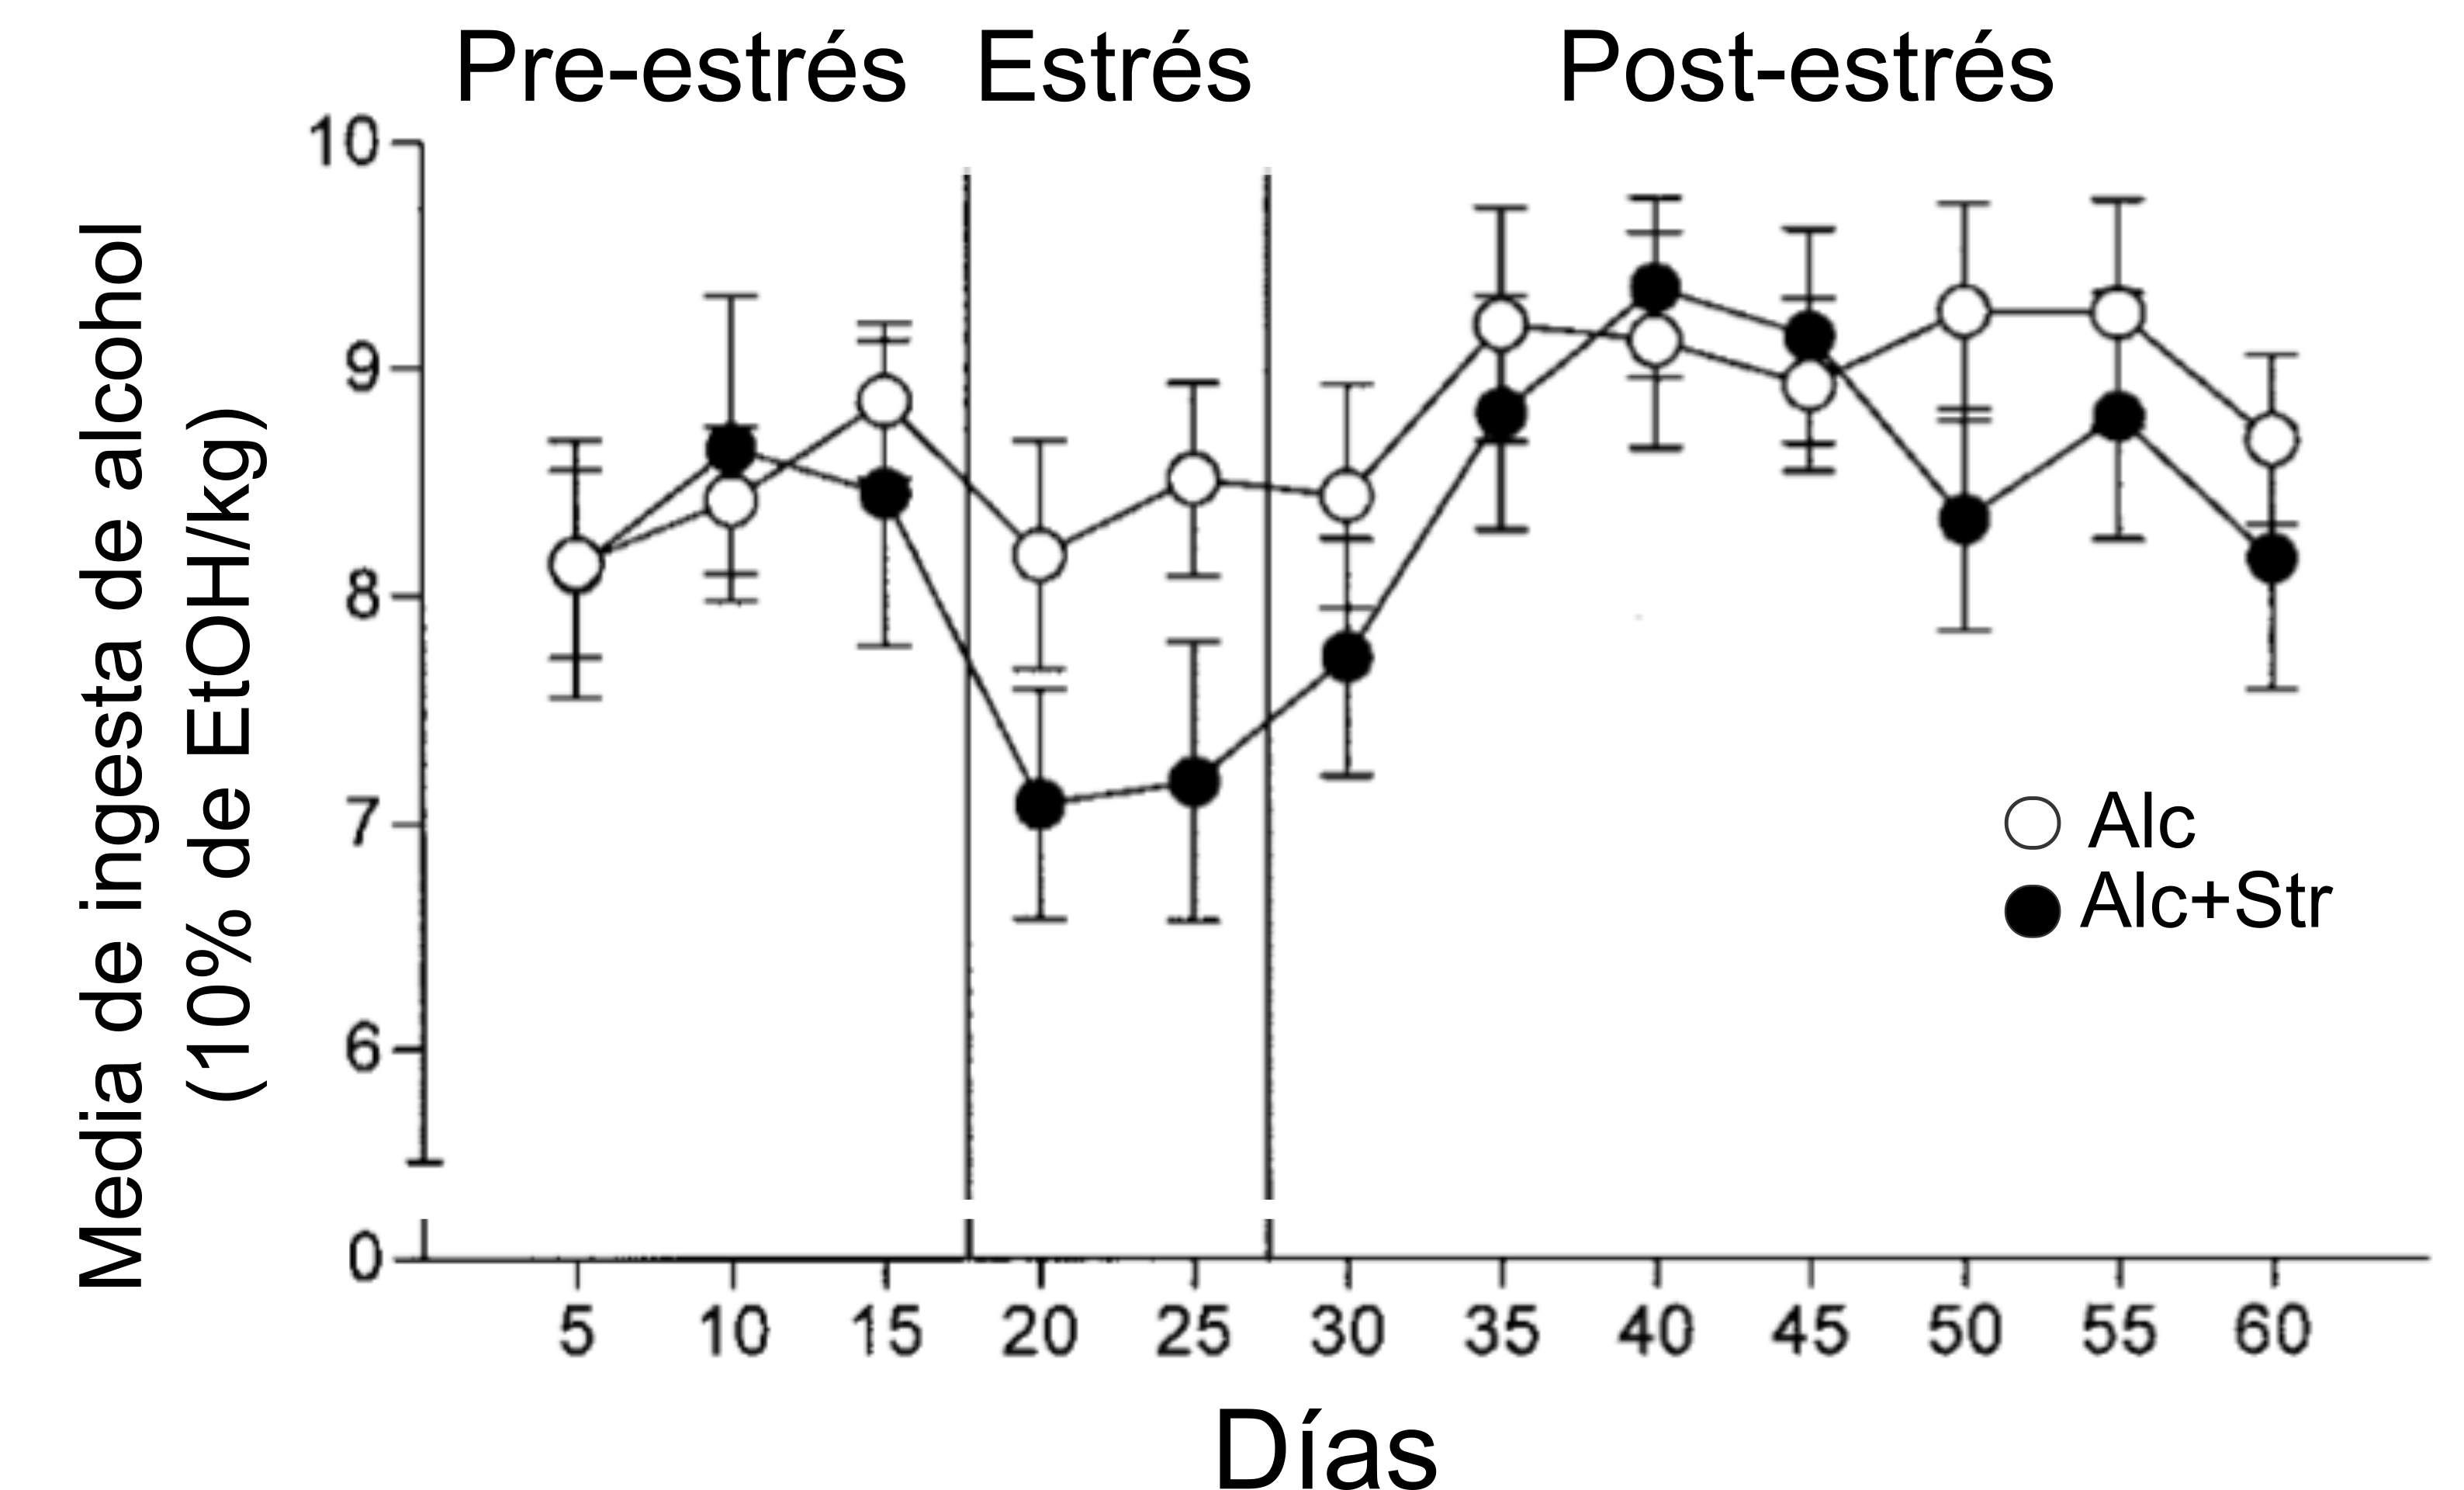 Pre-estrés Estrés Post-estrés
Media de ingesta de alcohol
(10% de EtOH/kg)
10
9
8
7
6
0
5 10 15 20 25 30 35 40 45 50 55 60
Días
Alc
Alc+Str